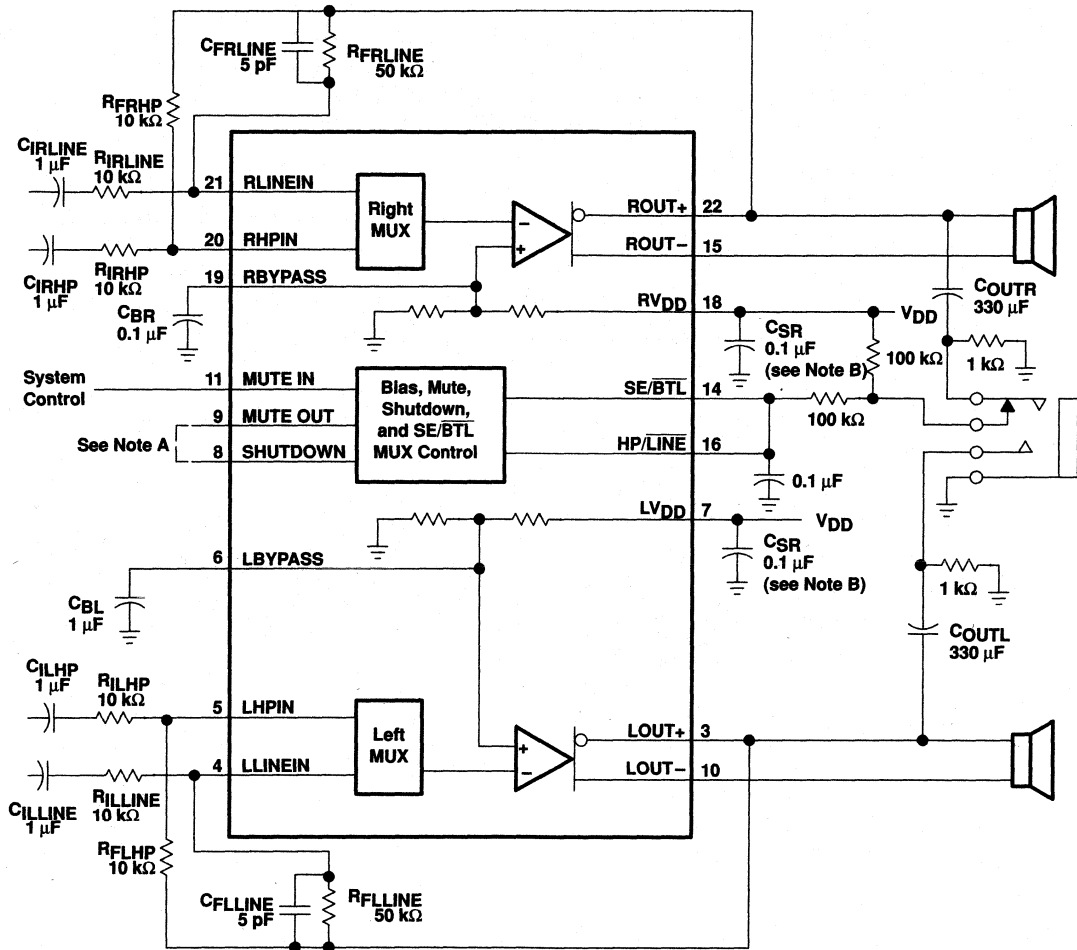 CFRLINE
5 pF
RFRLINE
50 kΩ
RFRHP
10 kΩ
CIRLINE
1 µF
RIRLINE
10 kΩ
21
RLINEIN
Right
MUX
–
+
ROUT+
22
20
RHPIN
ROUT–
15
CIRHP
1 µF
RIRHP
10 kΩ
19
RBYPASS
CBR
0.1 µF
RVDD
18
VDD
COUTR
330 µF
CSR
0.1 µF
(see Note B)
100 kΩ
1 kΩ
System
Control
11
MUTE IN
Bias, Mute,
Shutdown,
and SE/BTL
MUX Control
SE/BTL
14
100 kΩ
9
MUTE OUT
See Note A
8
SHUTDOWN
HP/LINE
16
0.1 µF
LVDD
7
VDD
CSR
0.1 µF
(see Note B)
6
LBYPASS
1 kΩ
CBL
1 µF
COUTL
330 µF
CILHP
1 µF
RILHP
10 kΩ
5
LHPIN
Left
MUX
+
–
LOUT+
3
4
LLINEIN
LOUT–
10
CILLINE
1 µF
RILLINE
10 kΩ
RFLHP
10 kΩ
CFLLINE
5 pF
RFLLINE
50 kΩ